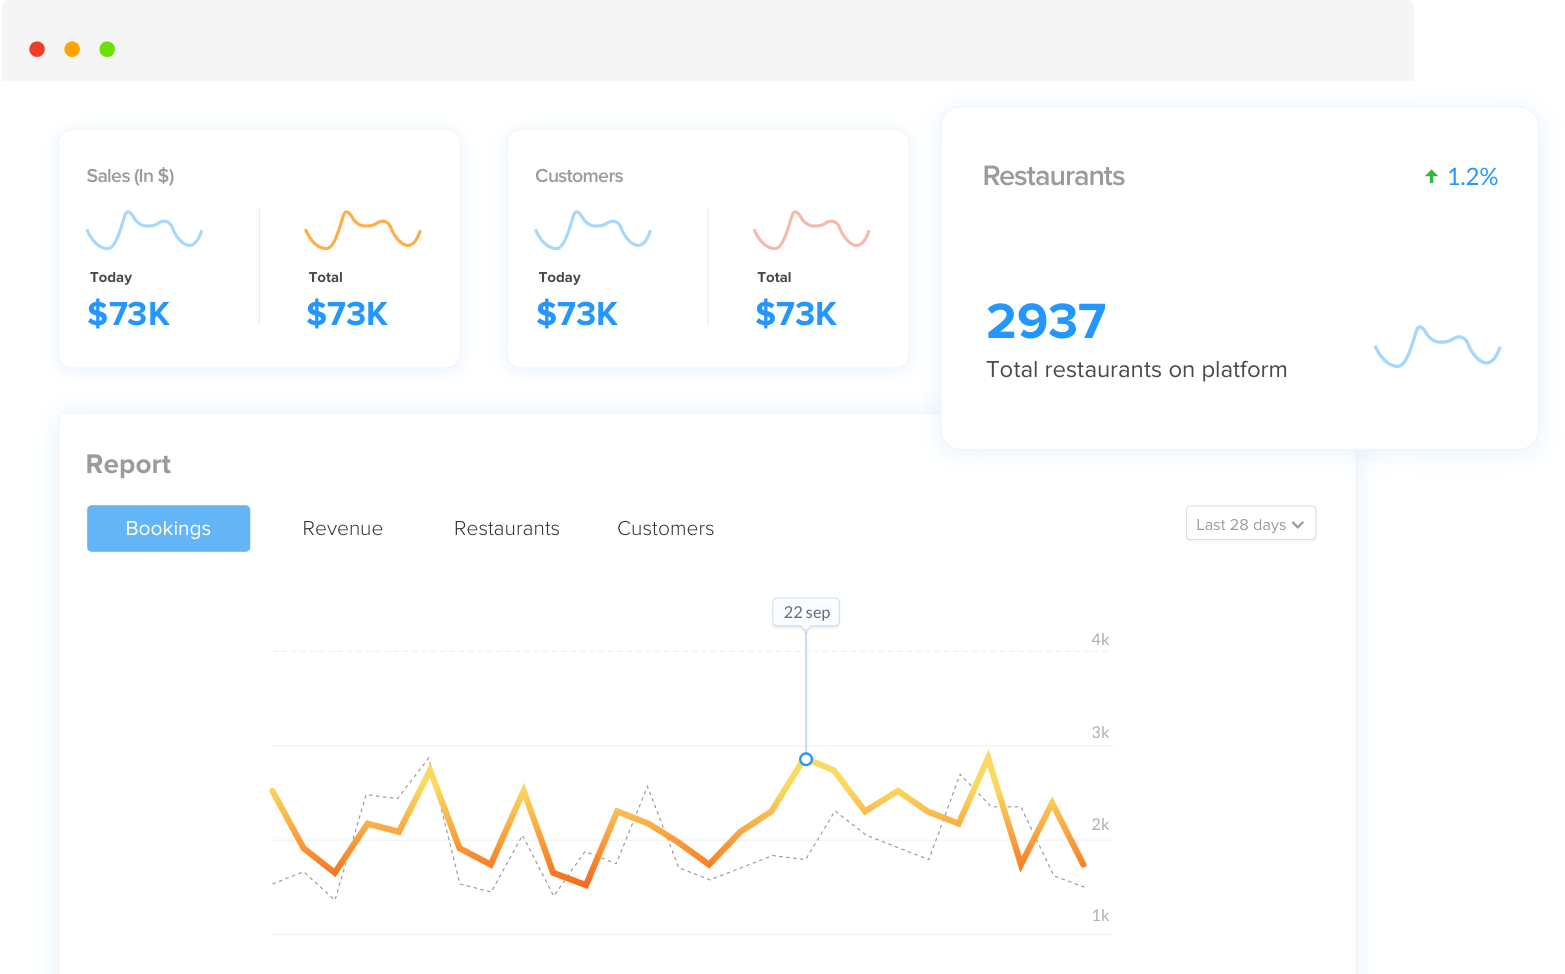 Sales (In $)
Today
$73K
Total
$73K
Customers
Today
$73K
Total
$73K
Restaurants
1.2%
2937
Total restaurants on platform
Report
Bookings
Revenue
Restaurants
Customers
Last 28 days
22 sep
4k
3k
2k
1k